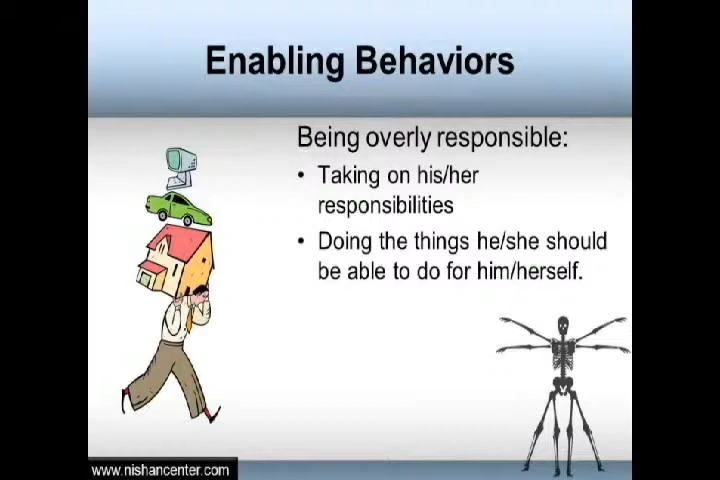 Enabling Behaviors
Being overly responsible:
• Taking on his/her
responsibilities
• Doing the things he/she should
be able to do for him/herself.
www.nishancenter.com